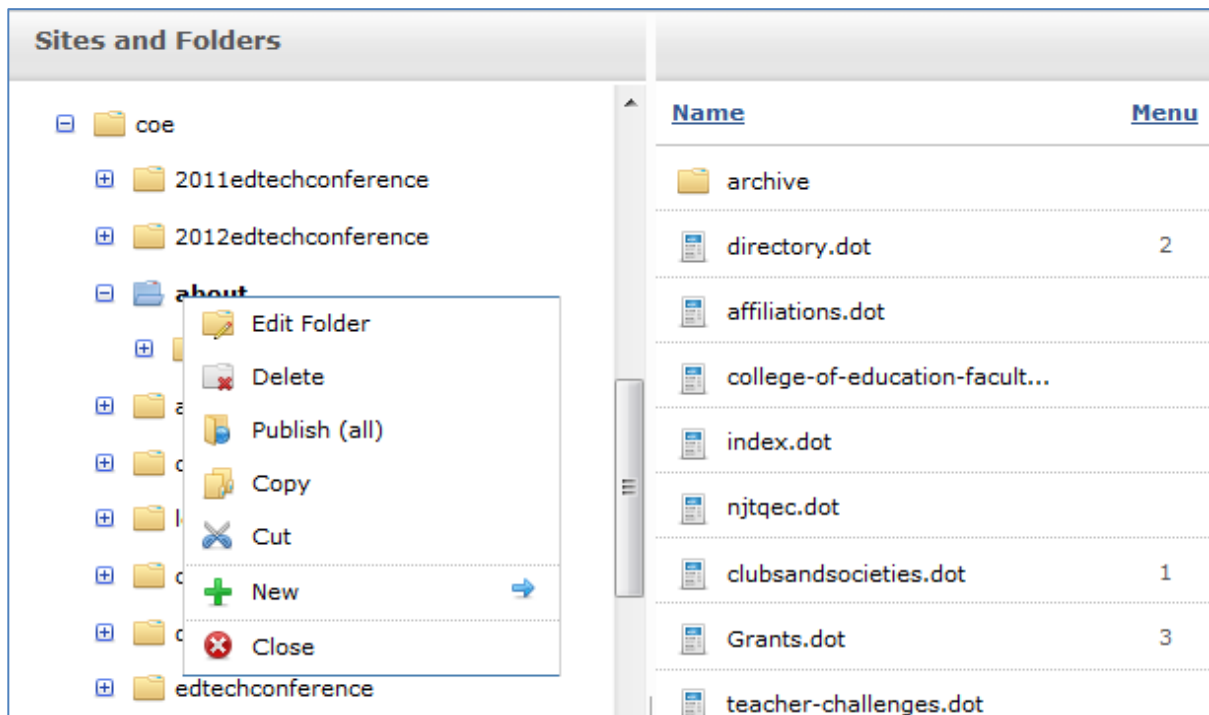 Sites and Folders
coe
2011edtechconference
2012edtechconference
about
Edit Folder
Delete
Publish (all)
Copy
Cut
New
Close
edtechconference
Name Menu
archive
directory.dot 2
affiliations.dot
college-of-education-facult...
index.dot
njtqec.dot
clubsandsocieties.dot 1
Grants.dot 3
teacher-challenges.dot